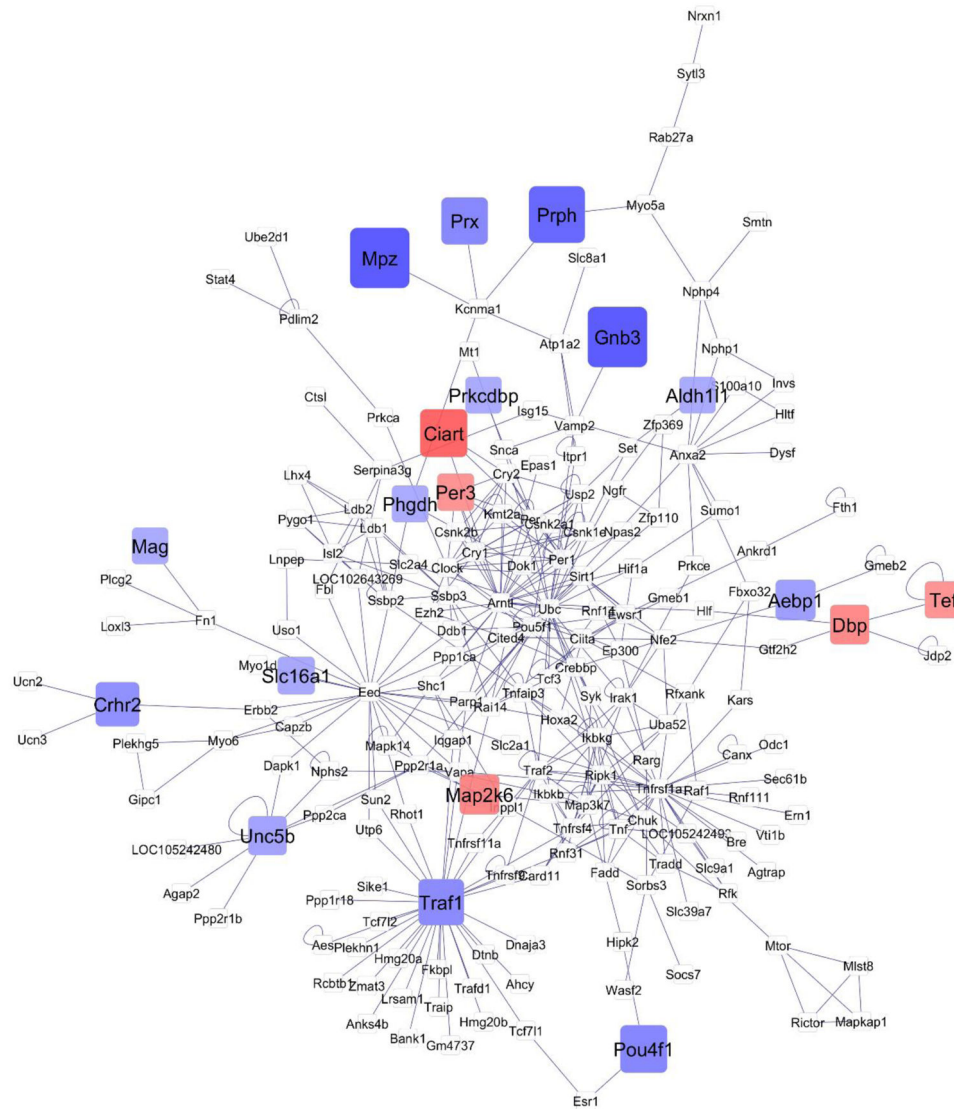 Nrxn1
Sytl3
Rab27a
Myo5a
Prph
Prx
Smtn
Ube2d1
Mpz
Slc8a1
Stat4
Nphp4
Kcnma1
Pdlim2
Gnb3
Atp1a2
Nphp1
Mt1
Invs
Prkcdbp
Aldh1l1
S100a10
Ctsl
Isg15
Hltf
Prkca
Ciart
Vamp2
Zfp369
Set
Snca
Itpr1
Anxa2
Dysf
Serpina3g
Epas1
Cry2
Lhx4
Per3
Usp2
Ngfr
Phgdh
Fth1
Ldb2
Kmt2a
Zfp110
Sumo1
Pygo1
Ldb1
Csnk2b
Csnk2a1
Csnk1e
Npas2
Mag
Isl2
Cry1
Per1
Ankrd1
Lnpep
Slc2a4
Clock
Dok1
Hif1a
Prkce
Gmeb2
Plcg2
LOC102643269
Sirt1
Fbl
Ssbp3
Ssbp2
Gmeb1
Fbxo32
Arntl
Ubc
Rnf14
Aebp1
Tef
Loxl3
Ezh2
Ewsr1
Hlf
Dbp
Fn1
Uso1
Ddb1
Pou5f1
Cited4
Ciita
Nfe2
Gtf2h2
Jdp2
Ppp1ca
Ep300
Crebbp
Myo1d
Slc16a1
Shc1
Tcf3
Ucn2
Eed
Tnfaip3
Syk
Irak1
Rfxank
Kars
Crhr2
Erbb2
Parp1
Rai14
Hoxa2
Capzb
Uba52
Ucn3
Plekhg5
Myo6
Mapk14
Iqgap1
Slc2a1
Ikbkg
Odc1
Canx
Dapk1
Nphs2
Ppp2r1a
Vapa
Traf2
Ripk1
Rarg
Sec61b
Gipc1
Sun2
Map2k6
Ikbkb
Tnfrsf1a
Raf1
Rnf111
Ppp2ca
Rhot1
Map3k7
Ern1
Unc5b
Utp6
Tnfrsf4
Tnf
Chuk
Vti1b
LOC105242480
Tnfrsf11a
Rnf31
Bre
Tradd
Slc9a1
Agtrap
Agap2
Sike1
Tnfrsf9
Card11
Fadd
Sorbs3
Rfk
Ppp1r18
Traf1
Slc39a7
Ppp2r1b
Tcf7l2
Aes
Plekhn1
Dnaja3
Hipk2
Mtor
Dtnb
Hmg20a
Mlst8
Fkbpl
Socs7
Rcbtb1
Zmat3
Trafd1
Ahcy
Wasf2
Lrsam1
Traip
Anks4b
Hmg20b
Rictor
Mapkap1
Bank1
Tcf7l1
Gm4737
Pou4f1
Esr1